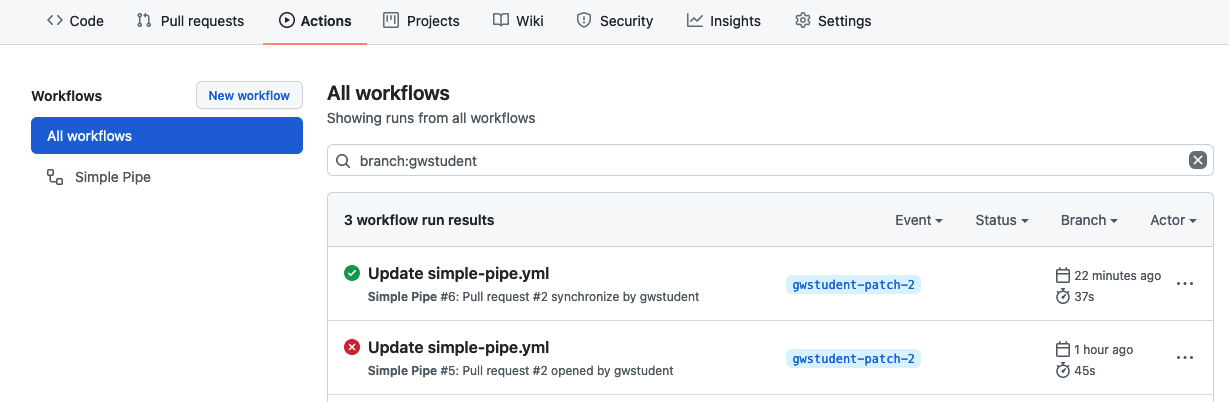 Code Pull requests Actions Projects Wiki Security Insights Settings
Workflows
New workflow
All workflows
Simple Pipe
All workflows
Showing runs from all workflows
branch:gwstudent
3 workflow run results Event Status Branch Actor
Update simple-pipe.yml
Simple Pipe #6: Pull request #2 synchronize by gwstudent
gwstudent-patch-2
22 minutes ago
37s
Update simple-pipe.yml
Simple Pipe #5: Pull request #2 opened by gwstudent
gwstudent-patch-2
1 hour ago
45s